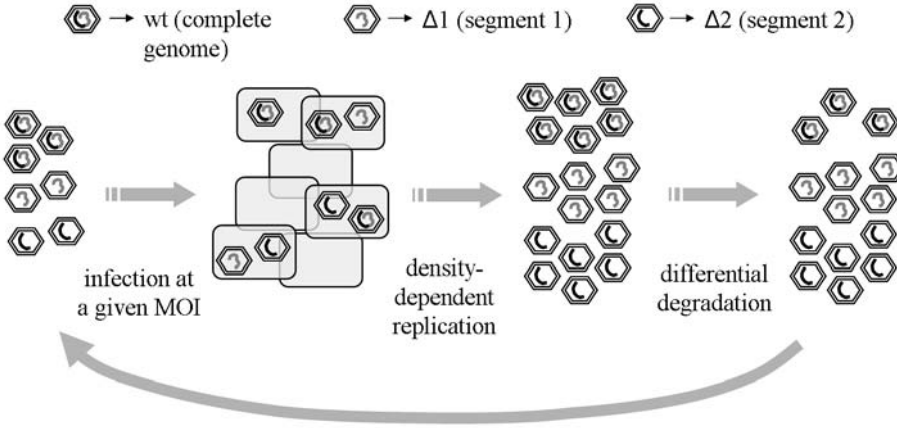 wt (complete genome)
Δ1 (segment 1)
Δ2 (segment 2)
infection at
a given MOI
density-
dependent
replication
differential
degradation